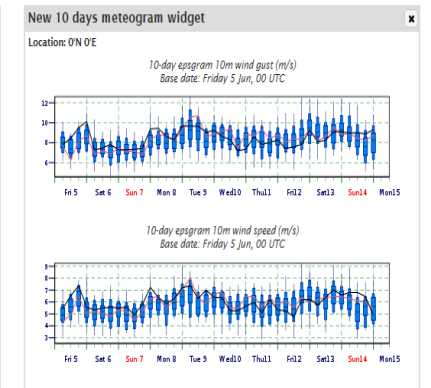 New 10 days meteogram widget
x
Location: 0'N 0'E
10-day epsgram 10m wind gust (m/s)
Base date: Friday 5 Jun, 00 UTC
12
10
8
6
Fri 5 Sat 6 Sun 7 Mon 8 Tue 9 Wed10 Thu11 Fri12 Sat13 Sun14 Mon15
10-day epsgram 10m wind speed (m/s)
Base date: Friday 5 Jun, 00 UTC
9
8
7
6
5
4
3
Fri 5 Sat 6 Sun 7 Mon 8 Tue 9 Wed10 Thu11 Fri12 Sat13 Sun14 Mon15